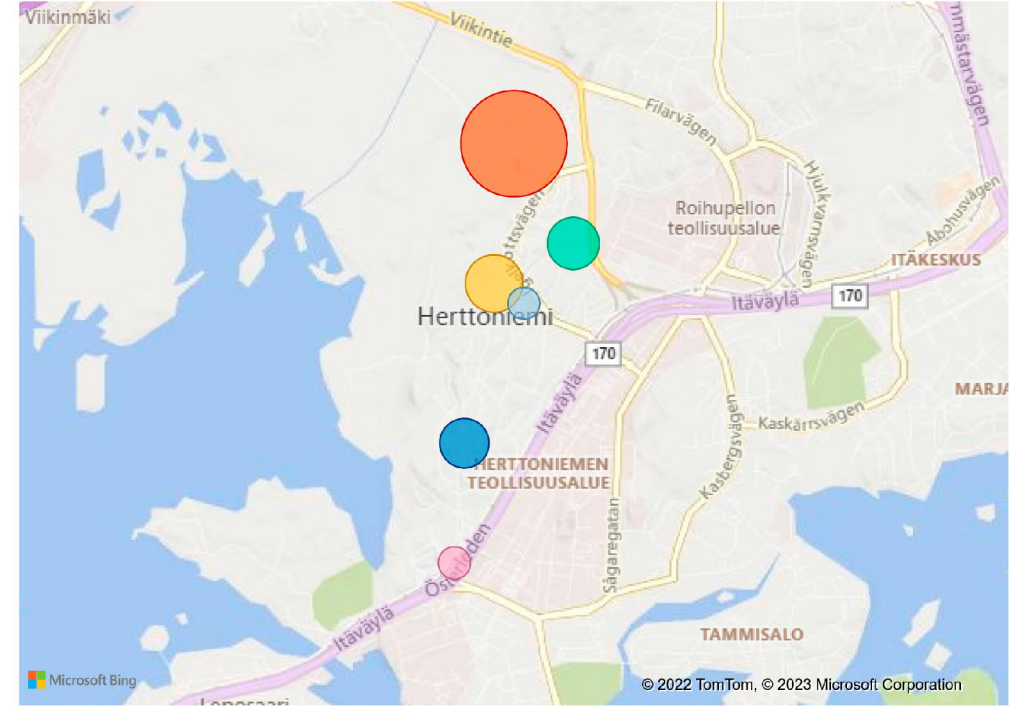 Viikinmäki
Viikintie
mmästarvägen
Filarvägen
Hjulkvarnsvägen
Åbohusvägen
Roihupellon
teollisuusalue
ITÄKESKUS
170
Itäväylä
Herttoniemi
170
Itäväylä
MARJA
Kaskärrsvägen
Kasbergsvägen
HERTTONIEMEN
TEOLLISUUSALUE
Sågaregatan
Österleden
Itäväylä
TAMMISALO
Microsoft Bing
© 2022 TomTom, © 2023 Microsoft Corporation